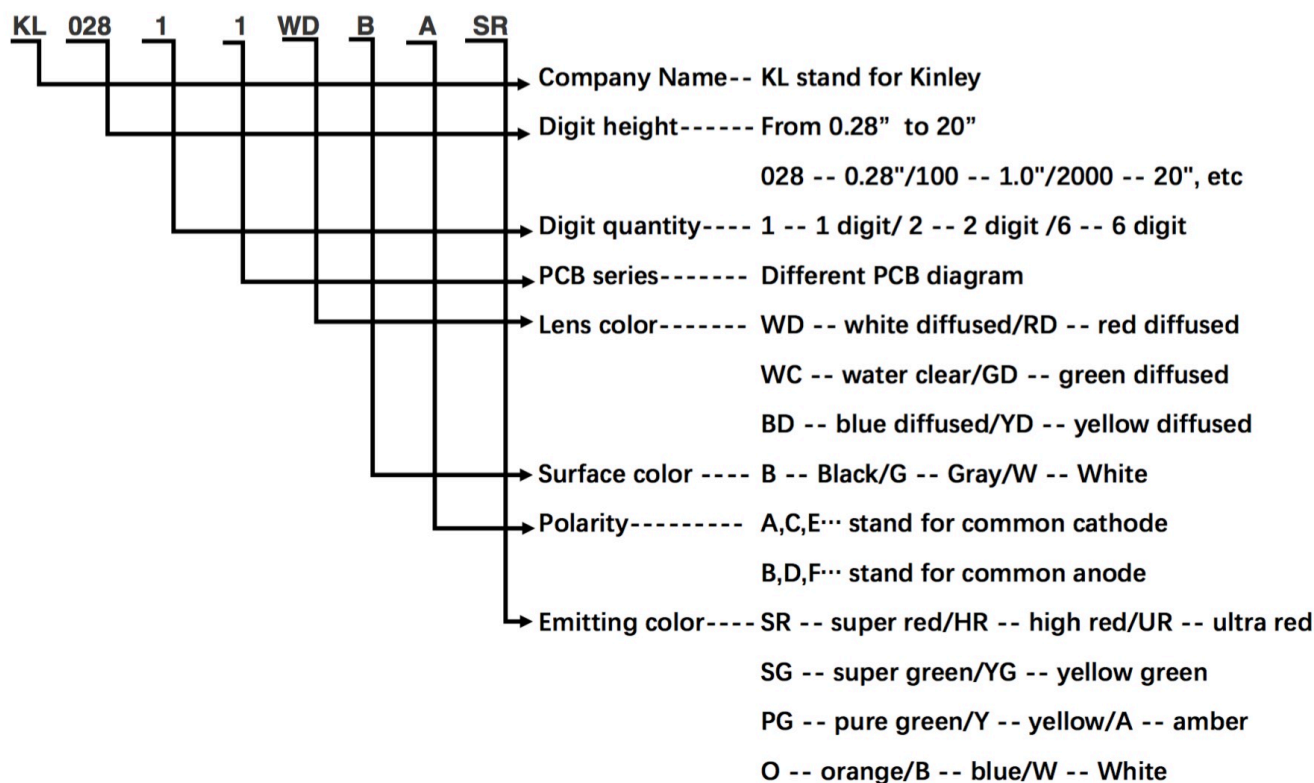 KL 028 1 1 WD B A SR
Company Name-- KL stand for Kinley
Digit height------ From 0.28” to 20”
028 -- 0.28"/100 -- 1.0"/2000 -- 20", etc
Digit quantity---- 1 -- 1 digit/ 2 -- 2 digit /6 -- 6 digit
PCB series------- Different PCB diagram
Lens color------- WD -- white diffused/RD -- red diffused
WC -- water clear/GD -- green diffused
BD -- blue diffused/YD -- yellow diffused
Surface color ---- B -- Black/G -- Gray/W -- White
Polarity--------- A,C,E··· stand for common cathode
B,D,F··· stand for common anode
Emitting color---- SR -- super red/HR -- high red/UR -- ultra red
SG -- super green/YG -- yellow green
PG -- pure green/Y -- yellow/A -- amber
O -- orange/B -- blue/W -- White